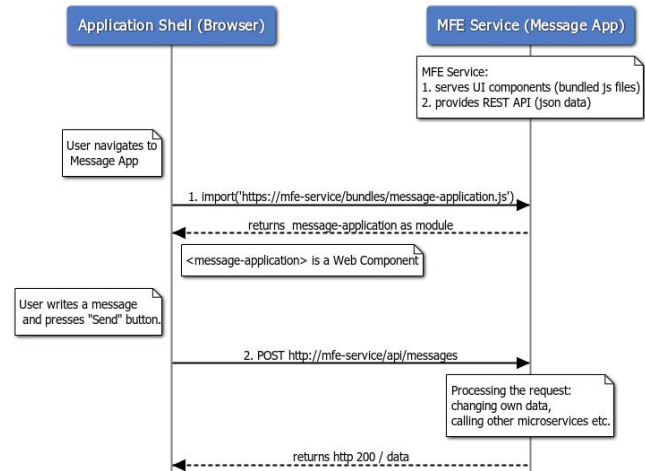 Application Shell (Browser)
MFE Service (Message App)
MFE Service:
1. serves UI components (bundled js files)
2. provides REST API (json data)
User navigates to
Message App
1. import('https://mfe-service/bundles/message-application.js')
returns message-application as module
<message-application> is a Web Component
User writes a message
and presses "Send" button.
2. POST http://mfe-service/api/messages
Processing the request:
changing own data,
calling other microservices etc.
returns http 200 / data